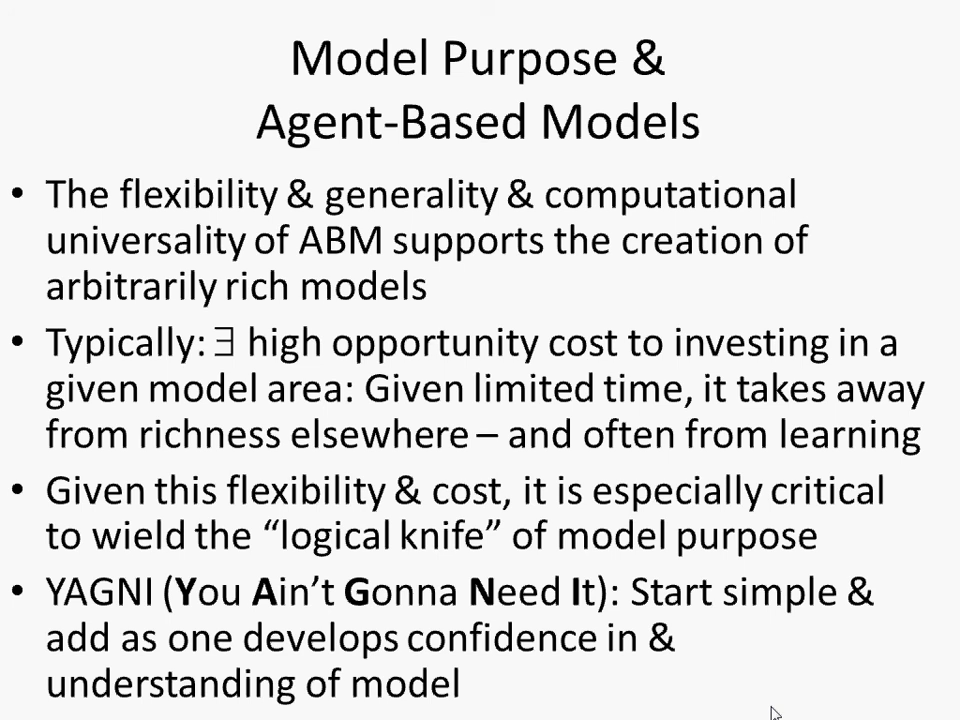 Model Purpose &
Agent-Based Models
• The flexibility & generality & computational
universality of ABM supports the creation of
arbitrarily rich models
• Typically: ∃ high opportunity cost to investing in a
given model area: Given limited time, it takes away
from richness elsewhere – and often from learning
• Given this flexibility & cost, it is especially critical
to wield the “logical knife” of model purpose
• YAGNI (You Ain’t Gonna Need It): Start simple &
add as one develops confidence in &
understanding of model